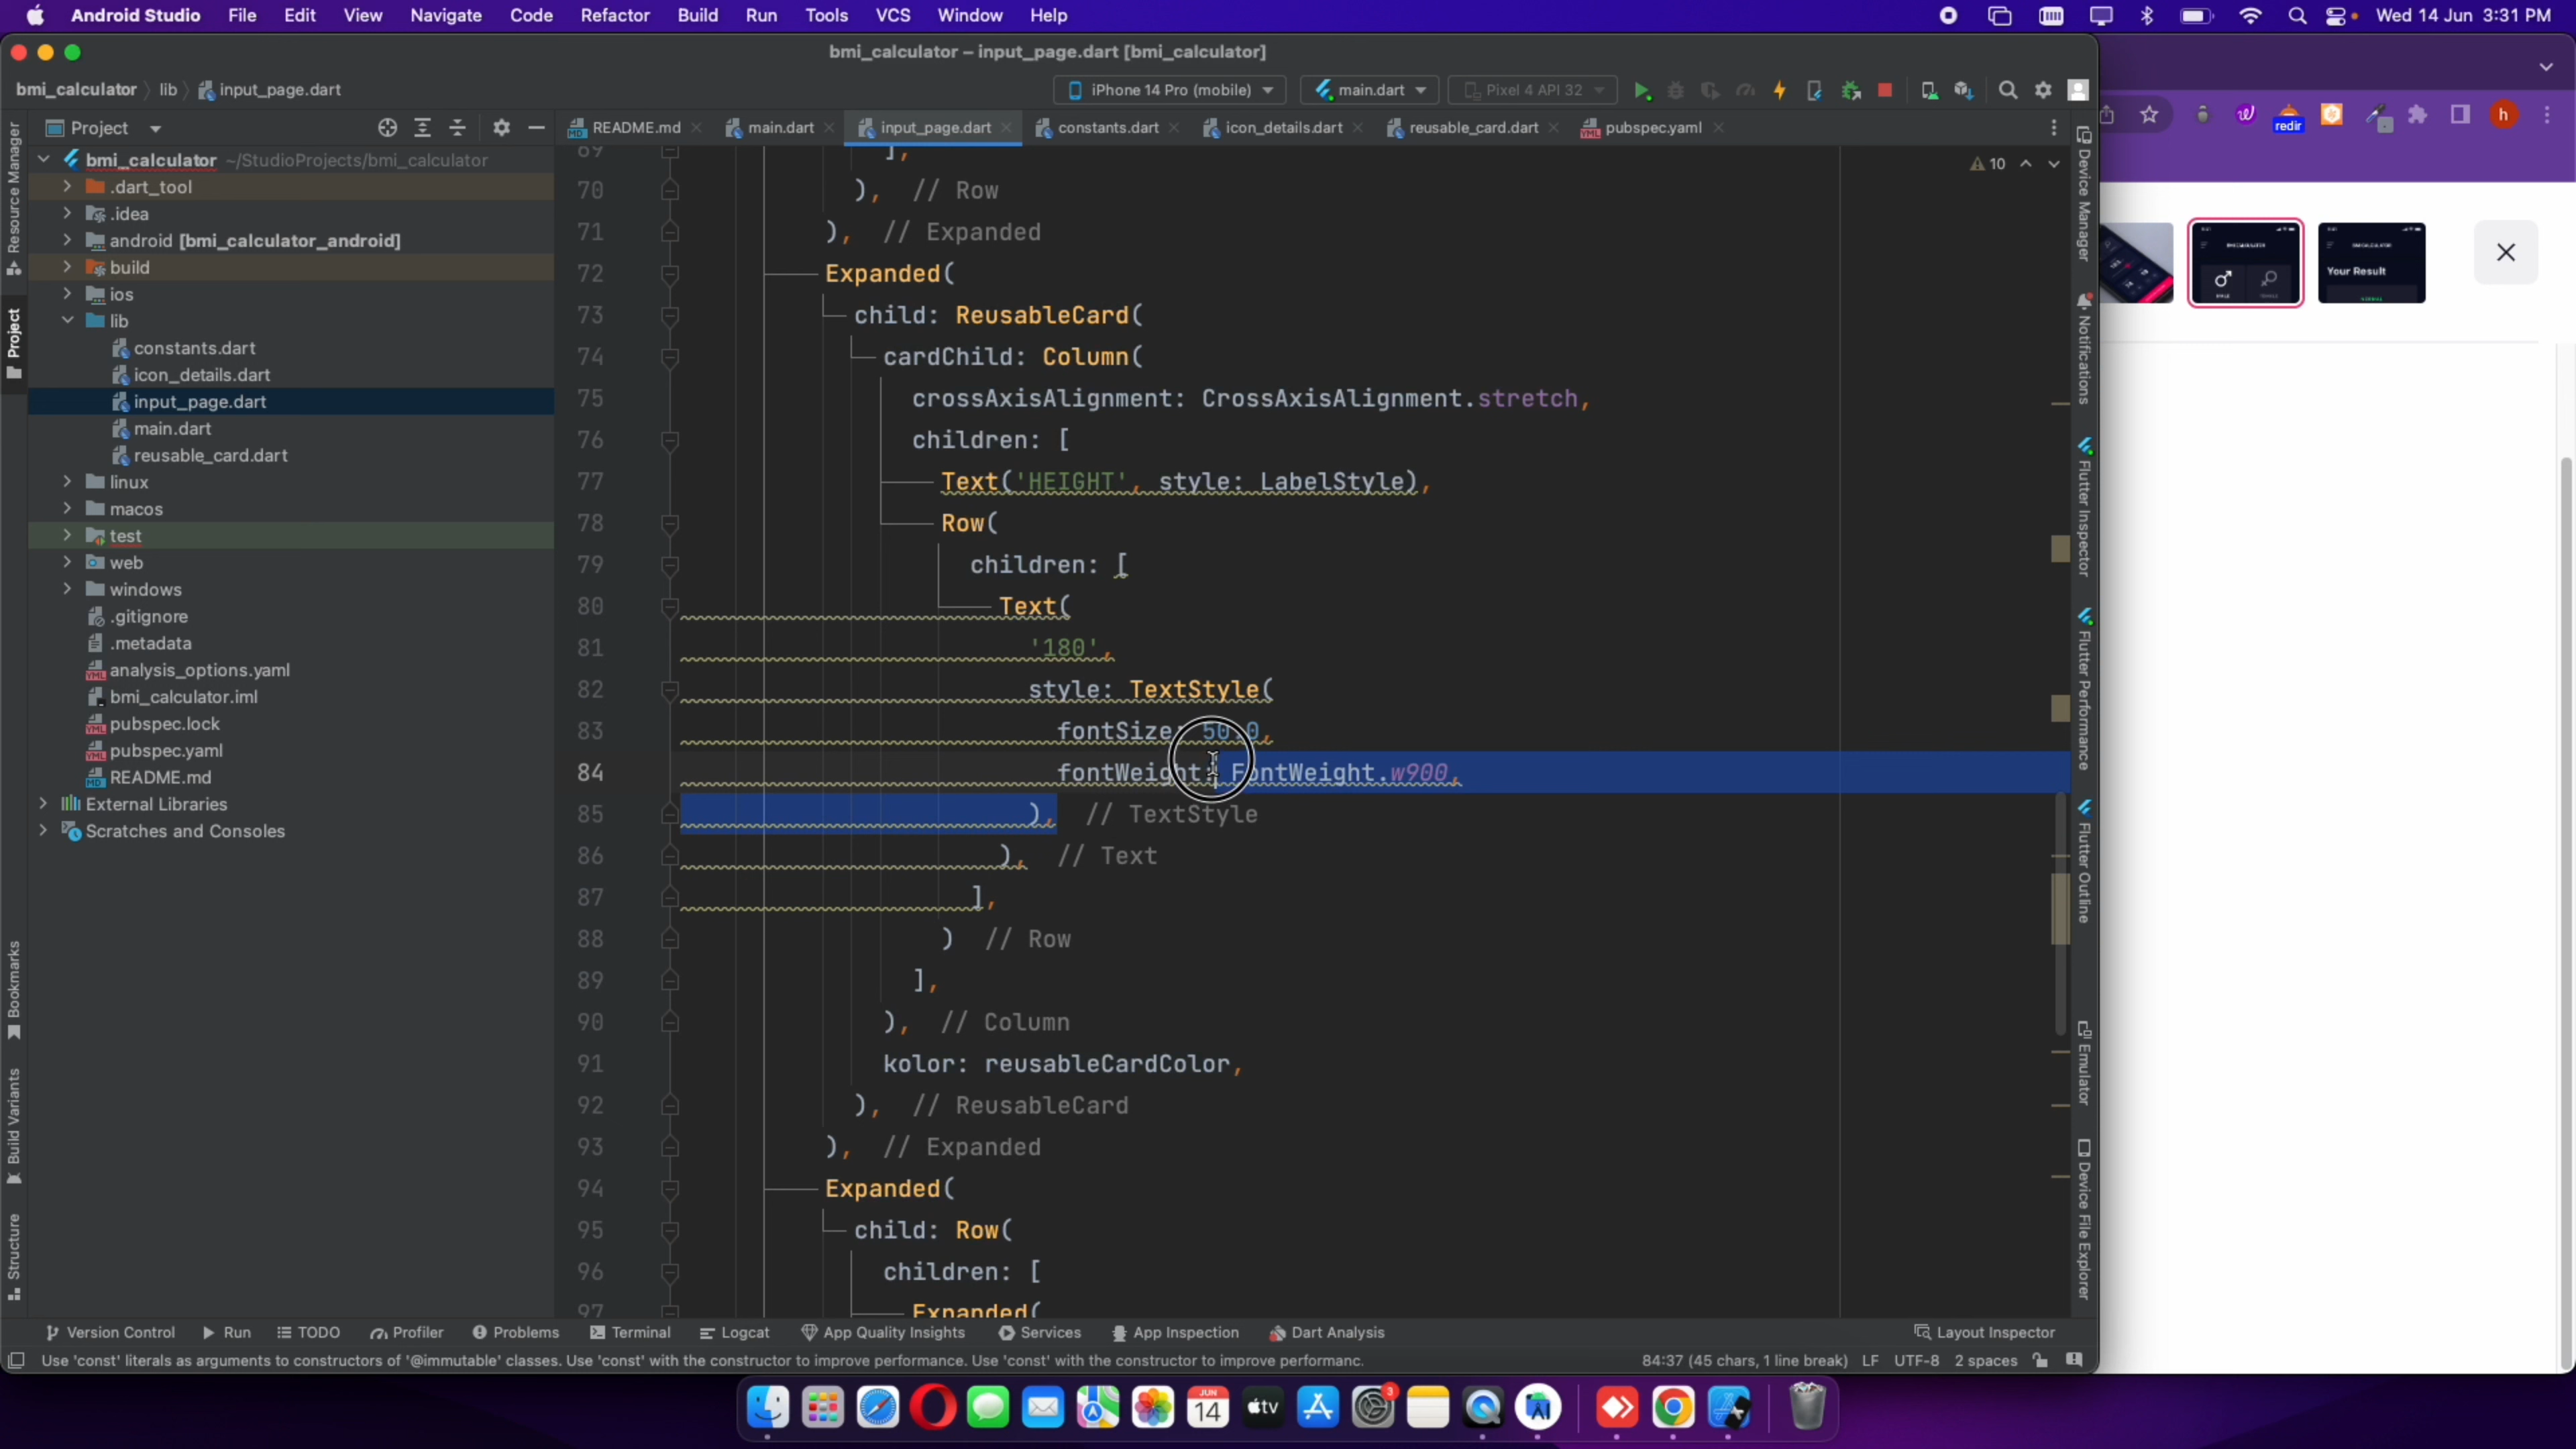 Android Studio File Edit View Navigate Code Refactor Build Run Tools VCS Window Help Wed 14 Jun 3:31 PM
bmi_calculator – input_page.dart [bmi_calculator]
bmi_calculator lib input_page.dart iPhone 14 Pro (mobile) main.dart Pixel 4 API 32
Project README.md main.dart input_page.dart constants.dart icon_details.dart reusable_card.dart pubspec.yaml
redir
h
Resource Manager
Project
Bookmarks
Build Variants
Structure
bmi_calculator ~/StudioProjects/bmi_calculator
.dart_tool
.idea
android [bmi_calculator_android]
build
ios
lib
constants.dart
icon_details.dart
input_page.dart
main.dart
reusable_card.dart
linux
macos
test
web
windows
.gitignore
.metadata
analysis_options.yaml
bmi_calculator.iml
pubspec.lock
pubspec.yaml
README.md
External Libraries
Scratches and Consoles
10
69 ],
70 ), // Row
71 ), // Expanded
72 Expanded(
73 child: ReusableCard(
74 cardChild: Column(
75 crossAxisAlignment: CrossAxisAlignment.stretch,
76 children: [
77 Text('HEIGHT', style: LabelStyle),
78 Row(
79 children: [
80 Text(
81 '180',
82 style: TextStyle(
83 fontSize: 50.0,
84 fontWeight: FontWeight.w900,
85 ), // TextStyle
86 ), // Text
87 ],
88 ) // Row
89 ],
90 ), // Column
91 kolor: reusableCardColor,
92 ), // ReusableCard
93 ), // Expanded
94 Expanded(
95 child: Row(
96 children: [
97 Expanded(
Device Manager
Notifications
Flutter Inspector
Flutter Performance
Flutter Outline
Emulator
Device File Explorer
Your Result
Version Control Run TODO Profiler Problems Terminal Logcat App Quality Insights Services App Inspection Dart Analysis Layout Inspector
Use 'const' literals as arguments to constructors of '@immutable' classes. Use 'const' with the constructor to improve performance. Use 'const' with the constructor to improve performanc. 84:37 (45 chars, 1 line break) LF UTF-8 2 spaces
JUN
14
tv
3